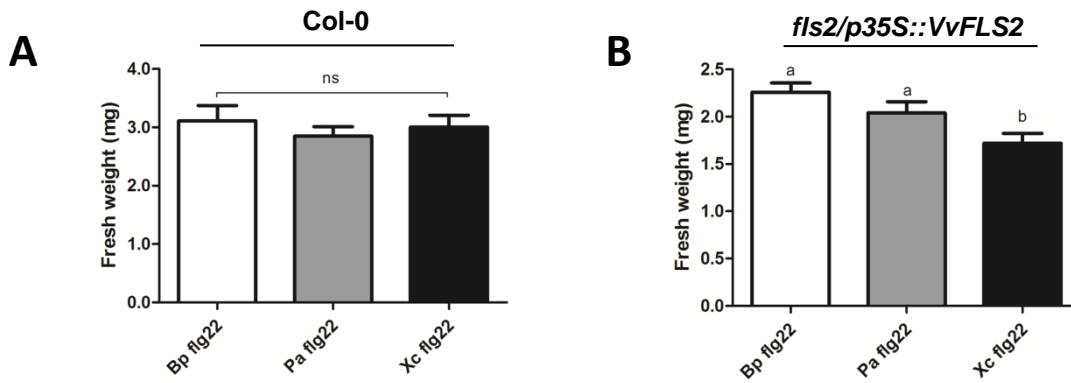 A
Col-0
Fresh weight (mg)
4.0
3.0
2.0
1.0
0.0
ns
Bp flg22
Pa flg22
Xc flg22
B
fls2/p35S::VvFLS2
Fresh weight (mg)
2.5
2.0
1.5
1.0
0.5
0.0
a
a
b
Bp flg22
Pa flg22
Xc flg22